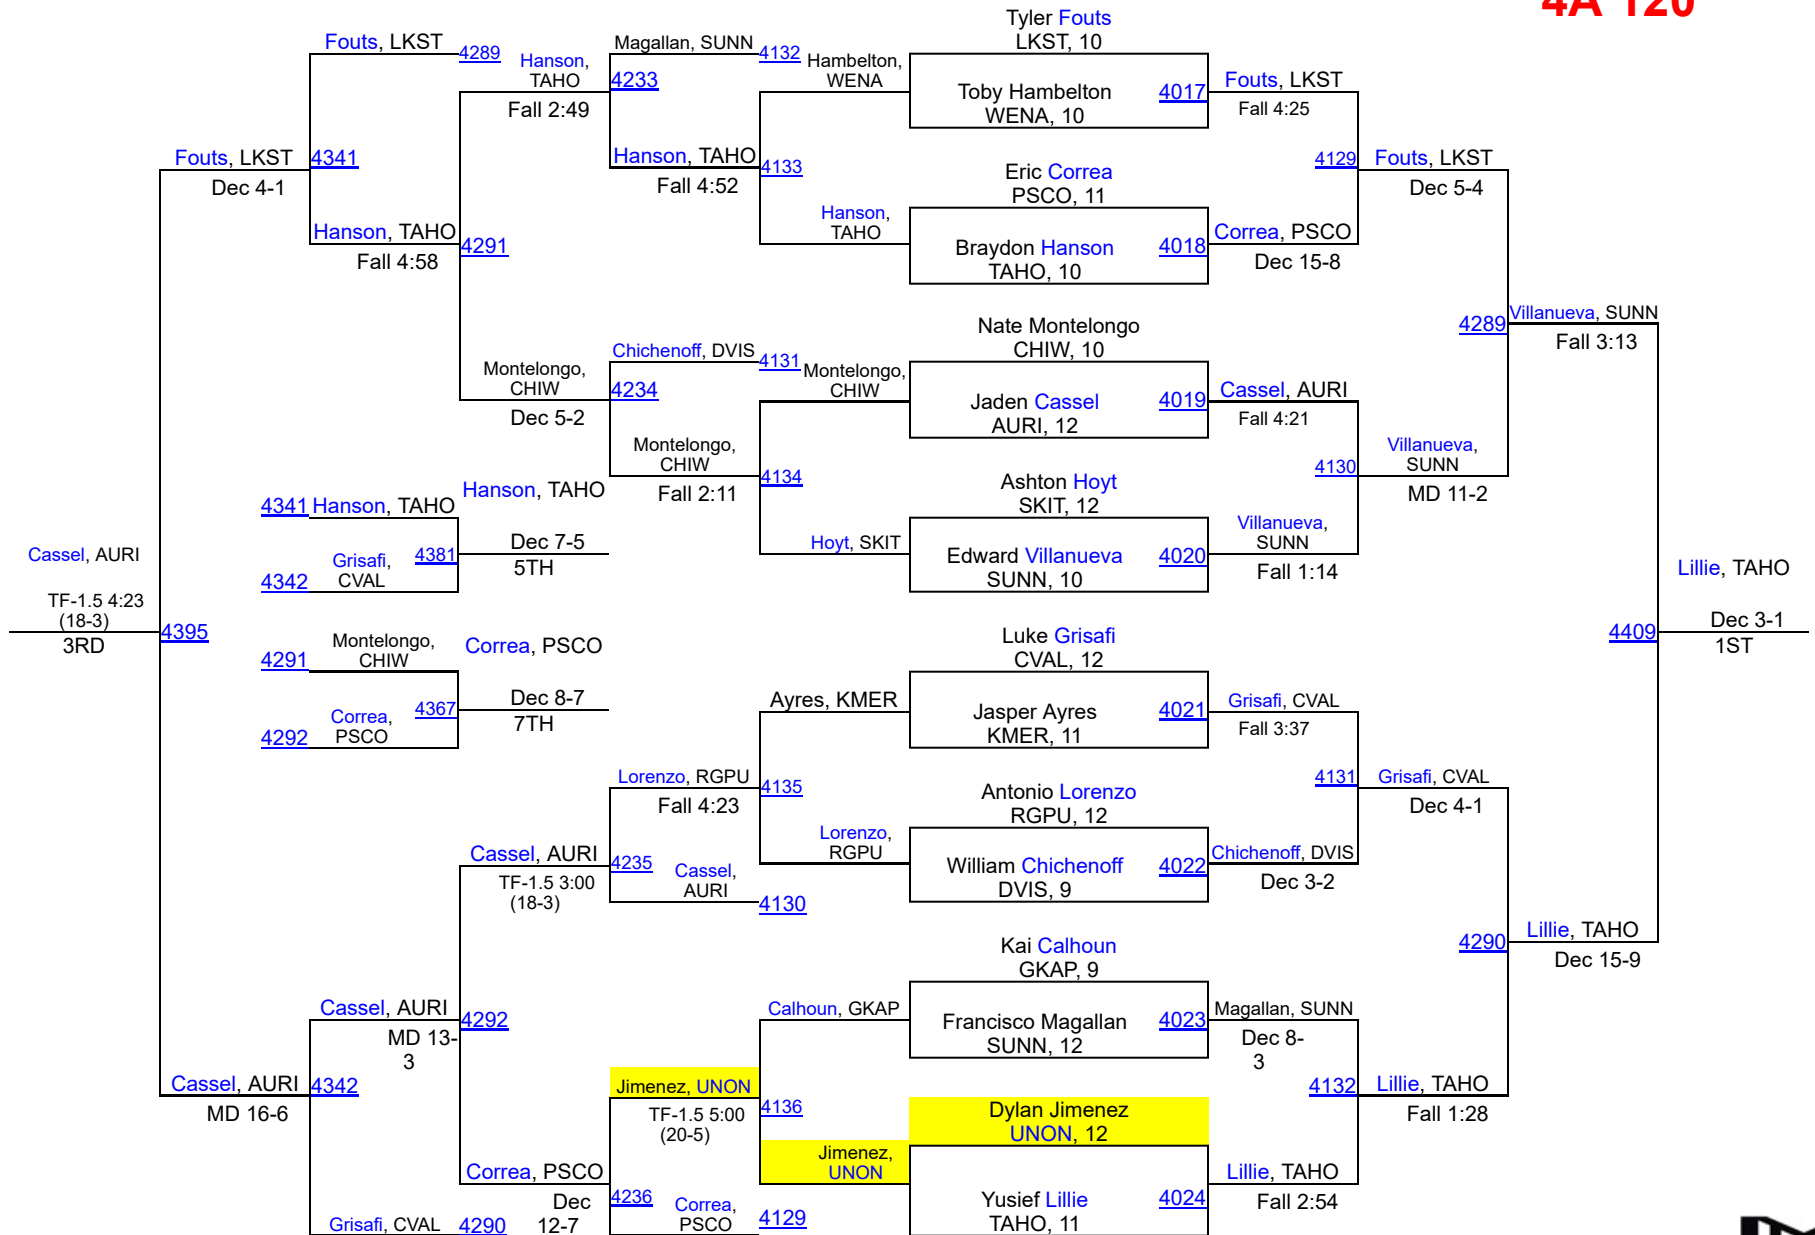 4A 120
Tyler Fouts
LKST, 10
Fouts, LKST
4289
Hanson,
TAHO
Fall 2:49
Magallan, SUNN
4132
4233
Hambelton,
WENA
Toby Hambelton
WENA, 10
4017
Fouts, LKST
Fall 4:25
Fouts, LKST
4341
Dec 4-1
Hanson, TAHO
4133
Fall 4:52
Eric Correa
PSCO, 11
4129
Fouts, LKST
Dec 5-4
Hanson, TAHO
Fall 4:58
4291
Hanson,
TAHO
Braydon Hanson
TAHO, 10
4018
Correa, PSCO
Dec 15-8
Nate Montelongo
CHIW, 10
4289
Villanueva, SUNN
Fall 3:13
Montelongo,
CHIW
Dec 5-2
Chichenoff, DVIS
4131
4234
Montelongo,
CHIW
Jaden Cassel
AURI, 12
4019
Cassel, AURI
Fall 4:21
Montelongo,
CHIW
Fall 2:11
4134
Ashton Hoyt
SKIT, 12
4130
Villanueva,
SUNN
MD 11-2
4341
Hanson, TAHO
Hanson, TAHO
Grisafi,
CVAL
4381
Dec 7-5
5TH
4342
Hoyt, SKIT
Edward Villanueva
SUNN, 10
4020
Villanueva,
SUNN
Fall 1:14
Cassel, AURI
TF-1.5 4:23
(18-3)
3RD
4395
Lillie, TAHO
4409
Dec 3-1
1ST
4291
Montelongo,
CHIW
Correa, PSCO
Correa,
PSCO
4367
Dec 8-7
7TH
4292
Luke Grisafi
CVAL, 12
Ayres, KMER
Jasper Ayres
KMER, 11
4021
Grisafi, CVAL
Fall 3:37
Lorenzo, RGPU
Fall 4:23
4135
Antonio Lorenzo
RGPU, 12
4131
Grisafi, CVAL
Dec 4-1
Cassel, AURI
TF-1.5 3:00
(18-3)
4235
Cassel,
AURI
4130
Lorenzo,
RGPU
William Chichenoff
DVIS, 9
4022
Chichenoff, DVIS
Dec 3-2
Kai Calhoun
GKAP, 9
4290
Lillie, TAHO
Dec 15-9
Cassel, AURI
MD 13-
3
4292
Calhoun, GKAP
Francisco Magallan
SUNN, 12
4023
Magallan, SUNN
Dec 8-
3
Cassel, AURI
4342
MD 16-6
Jimenez, UNON
TF-1.5 5:00
(20-5)
4136
Dylan Jimenez
UNON, 12
4132
Lillie, TAHO
Fall 1:28
Correa, PSCO
Dec
12-7
4236
Correa,
PSCO
4129
Jimenez,
UNON
Yusief Lillie
TAHO, 11
4024
Lillie, TAHO
Fall 2:54
Grisafi, CVAL
4290